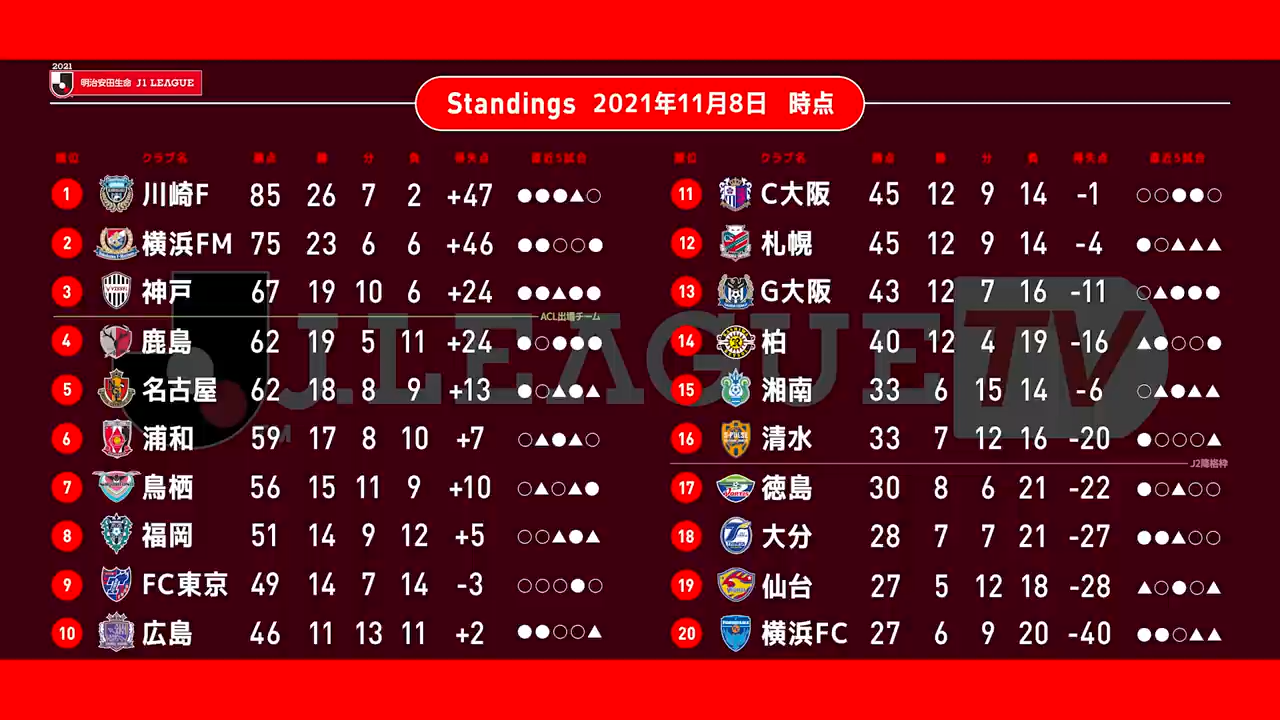 2021
明治安田生命 J1 LEAGUE
Standings 2021年11月8日 時点
順位 クラブ名 勝点 勝 分 負 得失点 直近5試合
1 川崎F 85 26 7 2 +47 ●●●▲○
2 横浜FM 75 23 6 6 +46 ●●○○●
3 神戸 67 19 10 6 +24 ●●▲●●
ACL出場チーム
4 鹿島 62 19 5 11 +24 ●○●●●
5 名古屋 62 18 8 9 +13 ●○▲●▲
6 浦和 59 17 8 10 +7 ○▲●▲○
7 鳥栖 56 15 11 9 +10 ○▲○▲●
8 福岡 51 14 9 12 +5 ○○▲●▲
9 FC東京 49 14 7 14 -3 ○○○●○
10 広島 46 11 13 11 +2 ●●○○▲
順位 クラブ名 勝点 勝 分 負 得失点 直近5試合
11 C大阪 45 12 9 14 -1 ○○●●○
12 札幌 45 12 9 14 -4 ●○▲▲▲
13 G大阪 43 12 7 16 -11 ○▲●●●
14 柏 40 12 4 19 -16 ▲●○○●
15 湘南 33 6 15 14 -6 ○▲●▲▲
16 清水 33 7 12 16 -20 ●○○○▲
J2降格枠
17 徳島 30 8 6 21 -22 ●○▲○○
18 大分 28 7 7 21 -27 ●●▲○○
19 仙台 27 5 12 18 -28 ▲○●○▲
20 横浜FC 27 6 9 20 -40 ●●○▲▲
J.LEAGUE TV